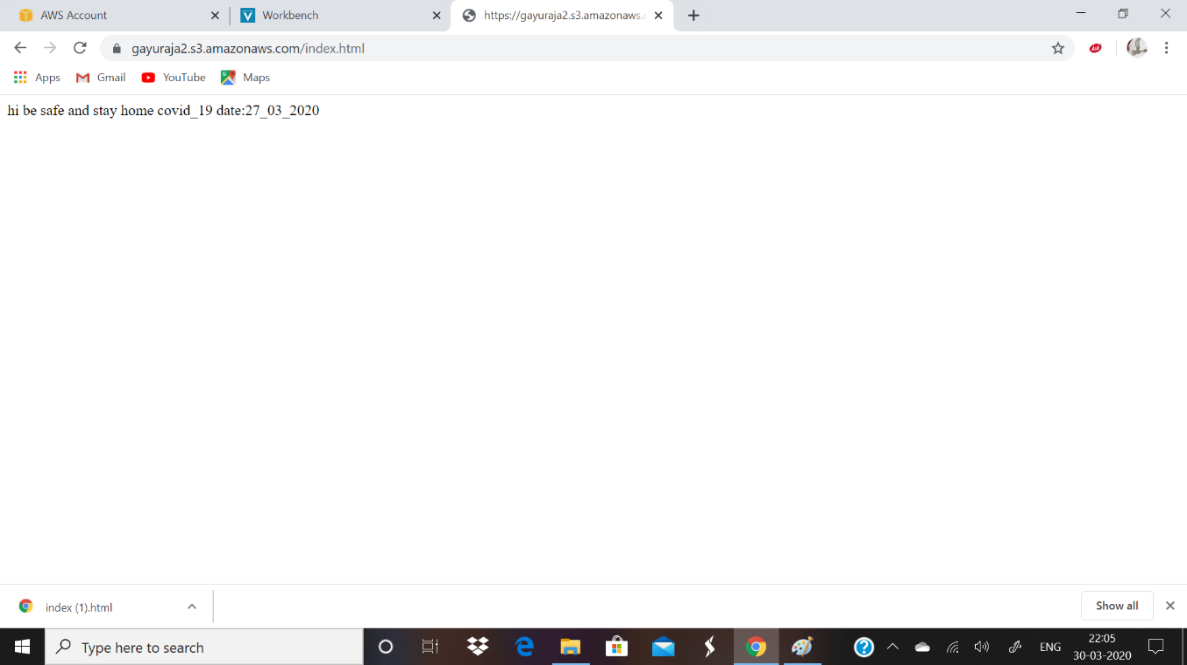 AWS Account
Workbench
https://gayuraja2.s3.amazonaws.
gayuraja2.s3.amazonaws.com/index.html
Apps Gmail YouTube Maps
hi be safe and stay home covid_19 date:27_03_2020
index (1).html
Show all
Type here to search
ENG
22:05
30-03-2020